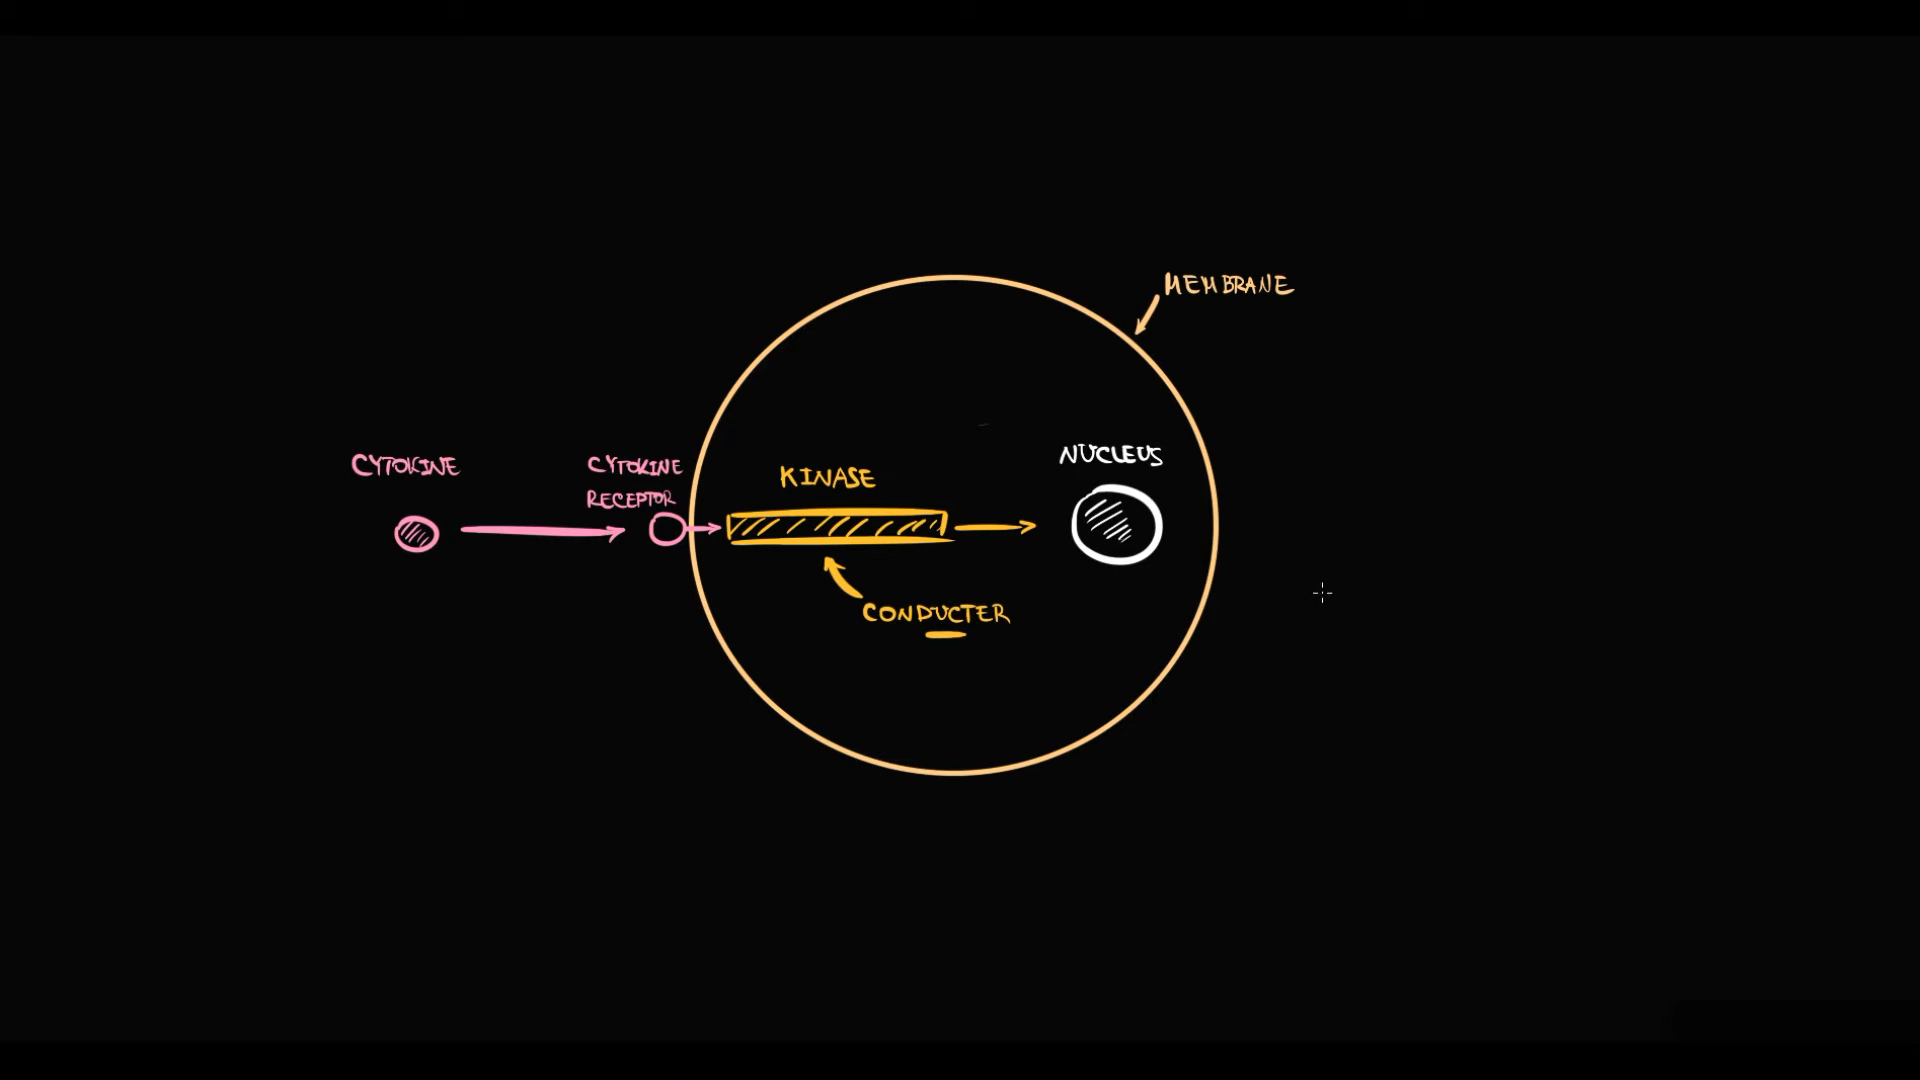 MEMBRANE
NUCLEUS
CYTOKINE
CYTOKINE
RECEPTOR
KINASE
CONDUCTER